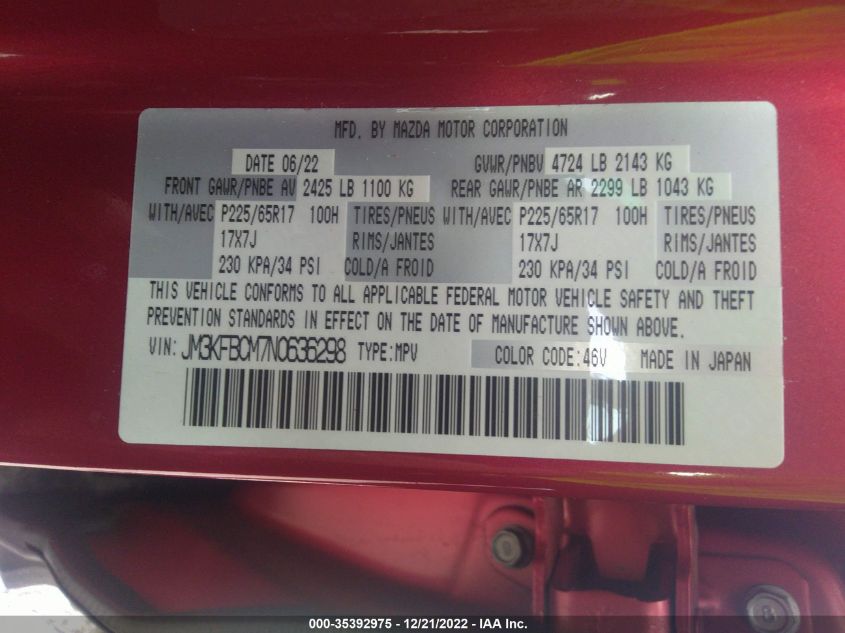 MFD. BY MAZDA MOTOR CORPORATION
DATE 06/22 GVWR/PNBV 4724 LB 2143 KG
FRONT GAWR/PNBE AV 2425 LB 1100 KG REAR GAWR/PNBE AR 2299 LB 1043 KG
WITH/AVEC P225/65R17 100H TIRES/PNEUS WITH/AVEC P225/65R17 100H TIRES/PNEUS
17X7J RIMS/JANTES 17X7J RIMS/JANTES
230 KPA/34 PSI COLD/A FROID 230 KPA/34 PSI COLD/A FROID
THIS VEHICLE CONFORMS TO ALL APPLICABLE FEDERAL MOTOR VEHICLE SAFETY AND THEFT
PREVENTION STANDARDS IN EFFECT ON THE DATE OF MANUFACTURE SHOWN ABOVE.
VIN: JM3KFBCM7N0636298 TYPE:MPV COLOR CODE:46V MADE IN JAPAN
000-35392975 - 12/21/2022 - IAA Inc.